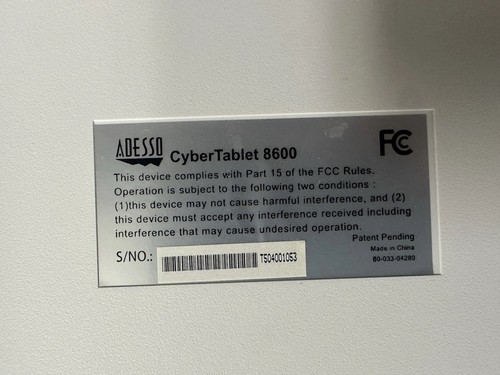 ADESSO CyberTablet 8600 FC
This device complies with Part 15 of the FCC Rules.
Operation is subject to the following two conditions :
(1)this device may not cause harmful interference, and (2)
this device must accept any interference received including
interference that may cause undesired operation.
Patent Pending
Made in China
80-033-04280
S/NO.: T504001053